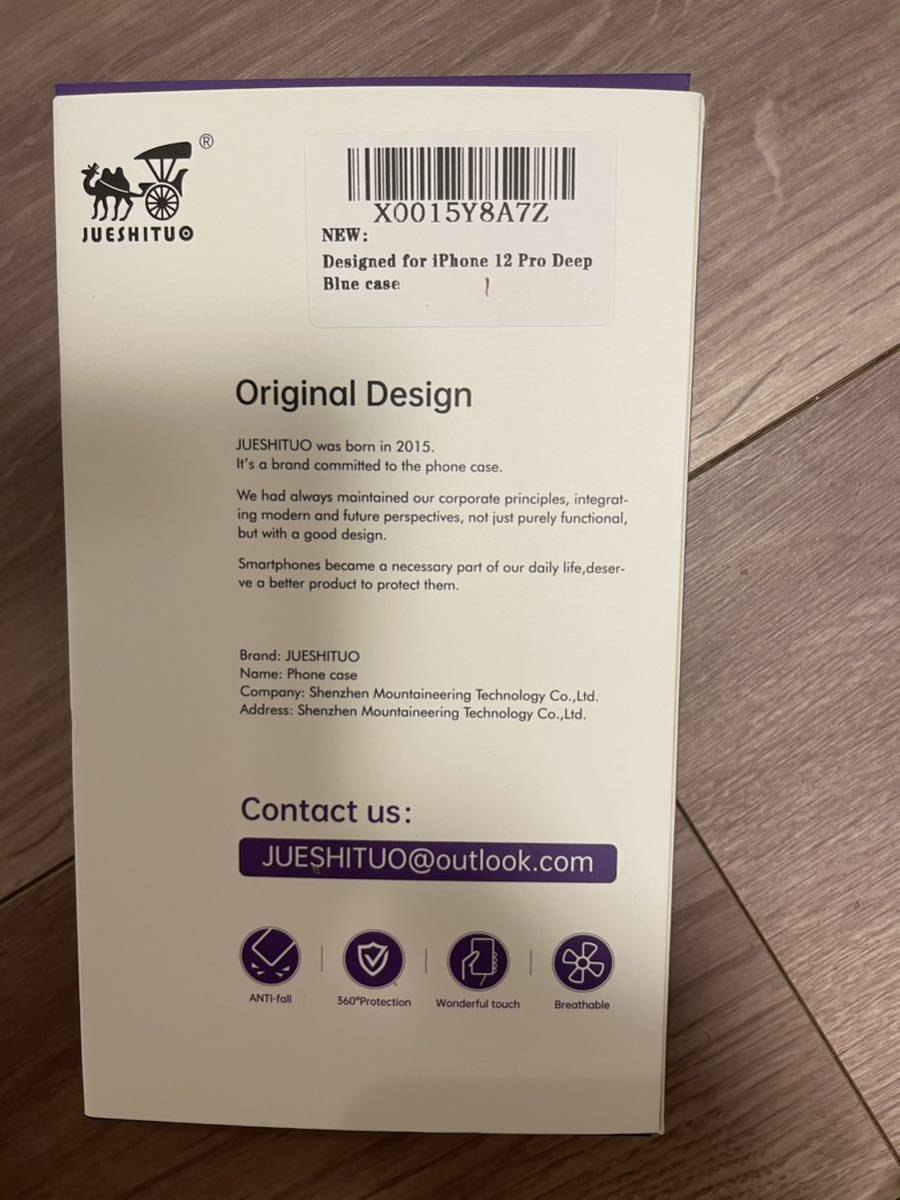 ®
JUESHITUO
X0015Y8A7Z
NEW:
Designed for iPhone 12 Pro Deep
Blue case
Original Design
JUESHITUO was born in 2015.
It's a brand committed to the phone case.
We had always maintained our corporate principles, integrat-
ing modern and future perspectives, not just purely functional,
but with a good design.
Smartphones became a necessary part of our daily life,deser-
ve a better product to protect them.
Brand: JUESHITUO
Name: Phone case
Company: Shenzhen Mountaineering Technology Co.,Ltd.
Address: Shenzhen Mountaineering Technology Co.,Ltd.
Contact us:
JUESHITUO@outlook.com
ANTI-fall
360°Protection
Wonderful touch
Breathable